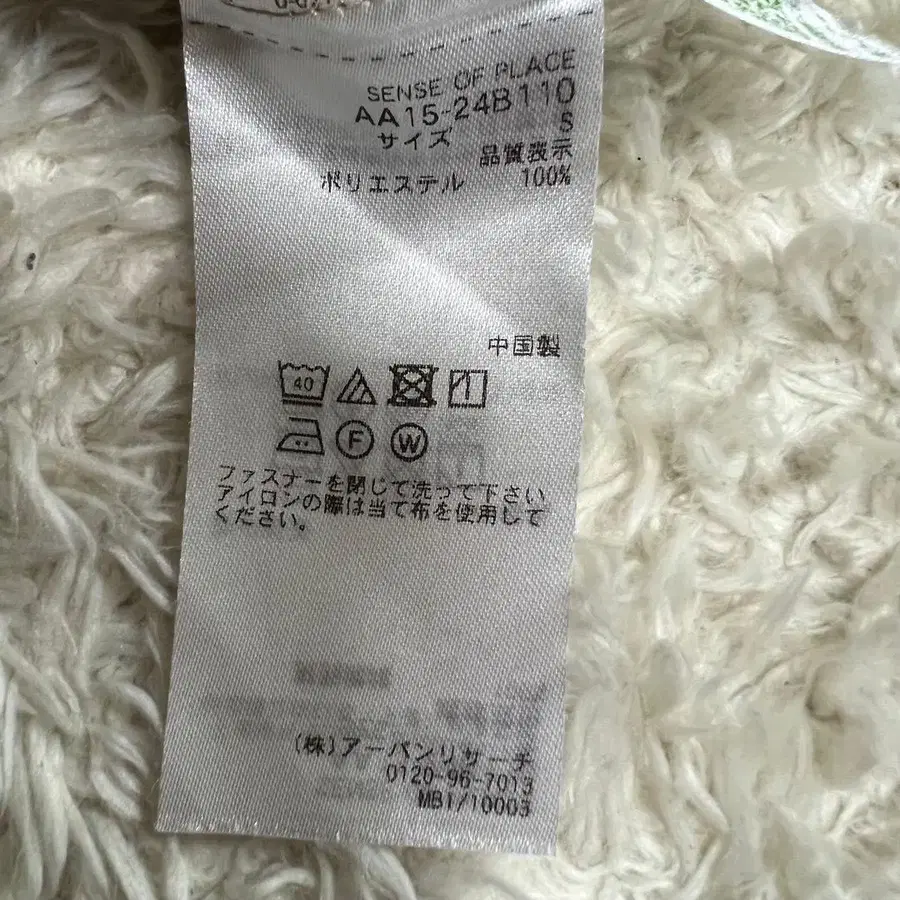 SENSE OF PLACE
AA15-24B110
サイズ S
品質表示
ポリエステル 100%
中国製
40
F W
ファスナーを閉じて洗って下さい
アイロンの際は当て布を使用して
ください。
(株)アーバンリサーチ
0120-96-7013
MB1/10003